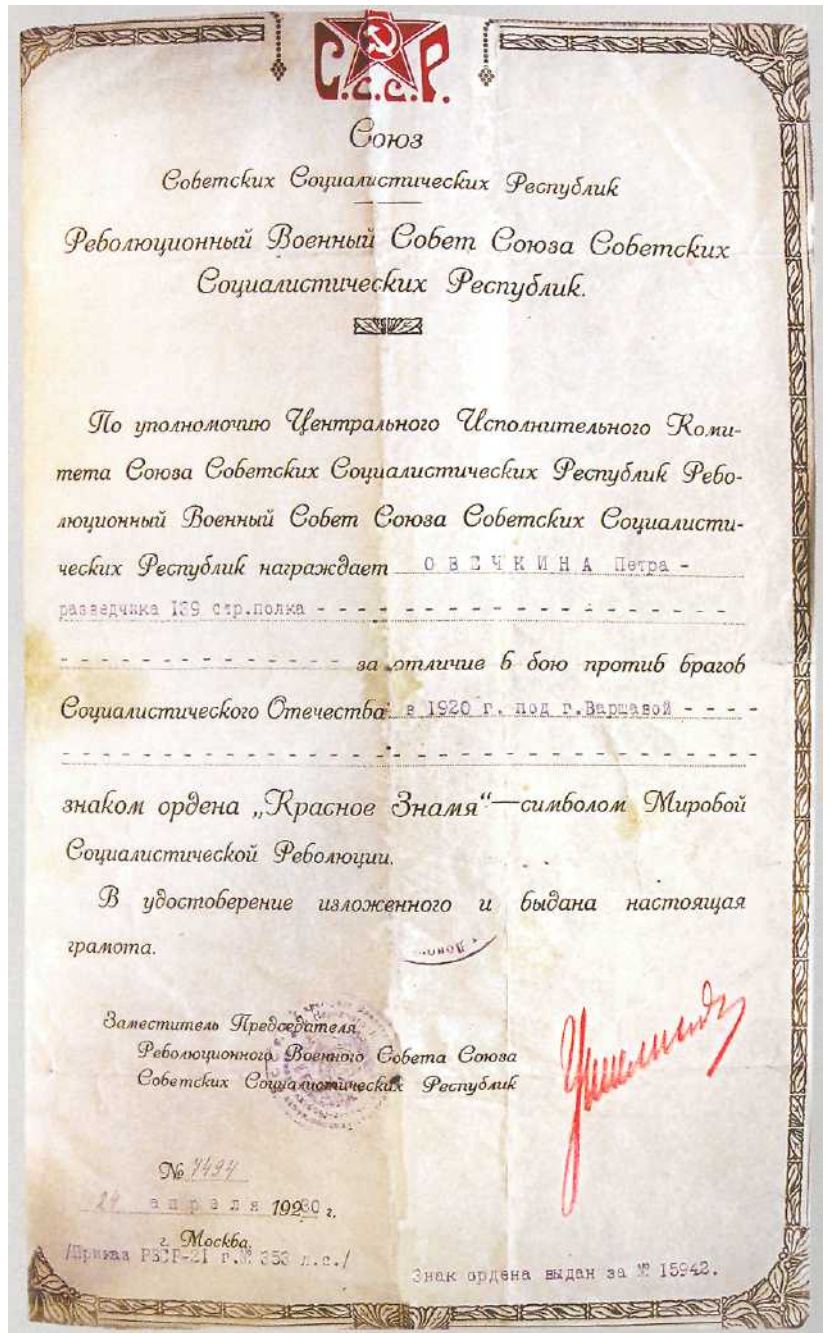 С.С.С.Р.
Союз
Советских Социалистических Республик
Революционный Военный Совет Союза Советских
Социалистических Республик.
По уполномочию Центрального Исполнительного Коми-
тета Союза Советских Социалистических Республик Рево-
люционный Военный Совет Союза Советских Социалисти-
ческих Республик награждает О В Е Ч К И Н А Петра -
разведчика 139 стр.полка - - - - - - - - - - - - - - - - - - - -
- - - - - - - - - - - - - - за отличие в бою против врагов
Социалистического Отечества: в 1920 г. под г.Варшавой - - - -
знаком ордена „Красное Знамя“—символом Мировой
Социалистической Революции.
В удостоверение изложенного и выдана настоящая
грамота.
Заместитель Председателя
Революционного Военного Совета Союза
Советских Социалистических Республик
№ 7494
24 апреля 1930 г.
г. Москва.
/Приказ РВСР-21 г.№ 353 л.с./
Знак ордена выдан за № 15942.